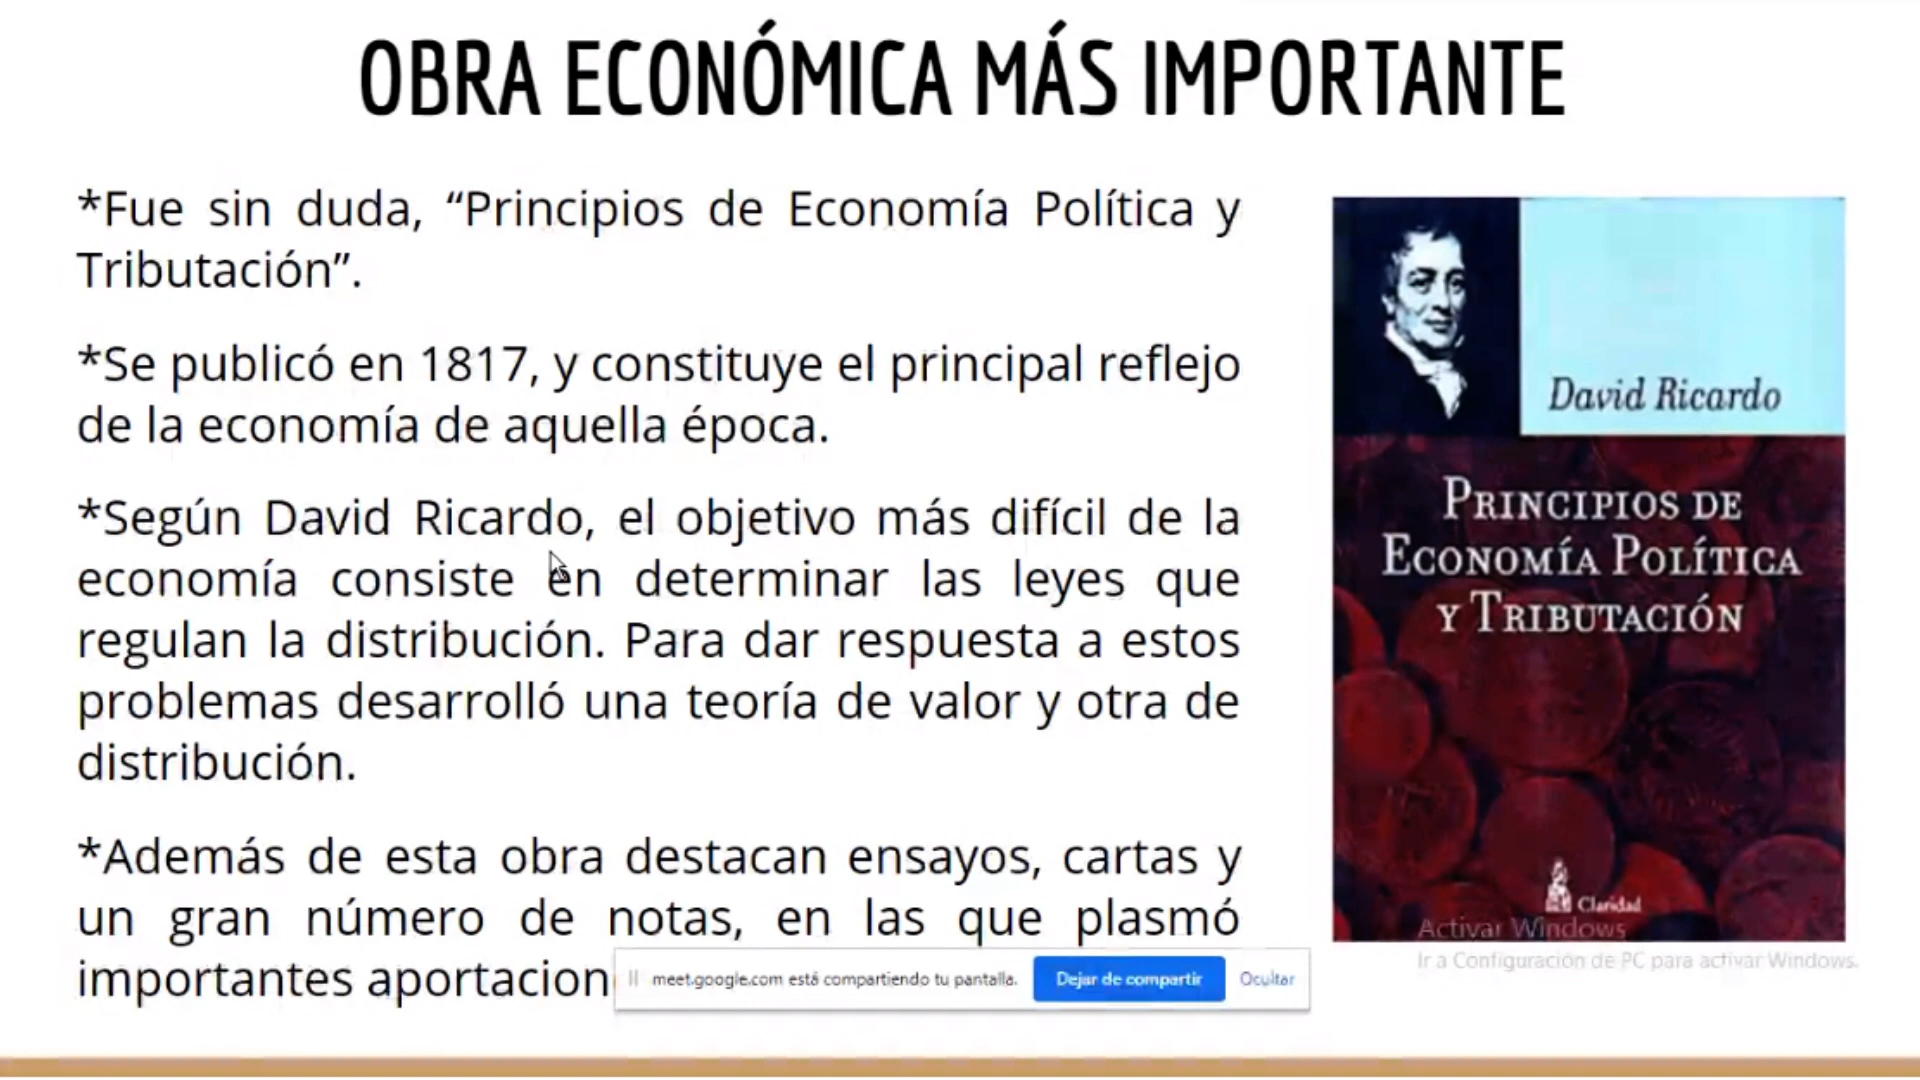 OBRA ECONÓMICA MÁS IMPORTANTE
*Fue sin duda, “Principios de Economía Política y
Tributación”.
*Se publicó en 1817, y constituye el principal reflejo
de la economía de aquella época.
*Según David Ricardo, el objetivo más difícil de la
economía consiste en determinar las leyes que
regulan la distribución. Para dar respuesta a estos
problemas desarrolló una teoría de valor y otra de
distribución.
*Además de esta obra destacan ensayos, cartas y
un gran número de notas, en las que plasmó
importantes
David Ricardo
PRINCIPIOS DE
ECONOMÍA POLÍTICA
Y TRIBUTACIÓN
Claridad
Activar Windows
Ir a Configuración de PC para activar Windows.
meet.google.com está compartiendo tu pantalla.
Dejar de compartir
Ocultar